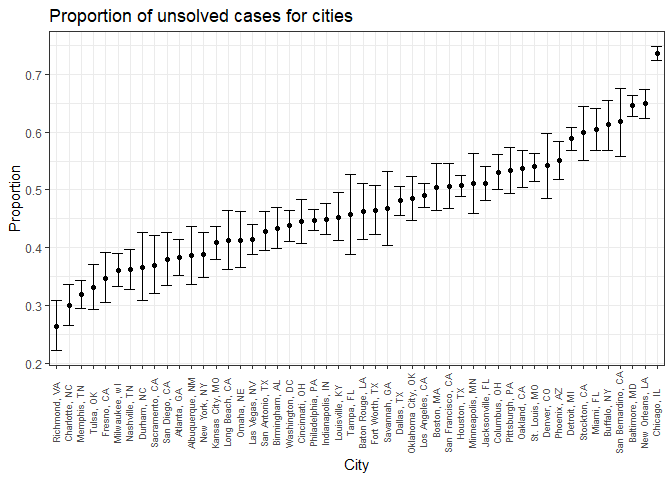 Proportion of unsolved cases for cities
0.7
0.6
0.5
0.4
0.3
0.2
Proportion
Richmond, VA
Charlotte, NC
Memphis, TN
Tulsa, OK
Fresno, CA
Milwaukee, wI
Nashville, TN
Durham, NC
Sacramento, CA
San Diego, CA
Atlanta, GA
Albuquerque, NM
New York, NY
Kansas City, MO
Long Beach, CA
Omaha, NE
Las Vegas, NV
San Antonio, TX
Birmingham, AL
Washington, DC
Cincinnati, OH
Philadelphia, PA
Indianapolis, IN
Louisville, KY
Tampa, FL
Baton Rouge, LA
Fort Worth, TX
Savannah, GA
Dallas, TX
Oklahoma City, OK
Los Angeles, CA
Boston, MA
San Francisco, CA
Houston, TX
Minneapolis, MN
Jacksonville, FL
Columbus, OH
Pittsburgh, PA
Oakland, CA
St. Louis, MO
Denver, CO
Phoenix, AZ
Detroit, MI
Stockton, CA
Miami, FL
Buffalo, NY
San Bernardino, CA
Baltimore, MD
New Orleans, LA
Chicago, IL
City